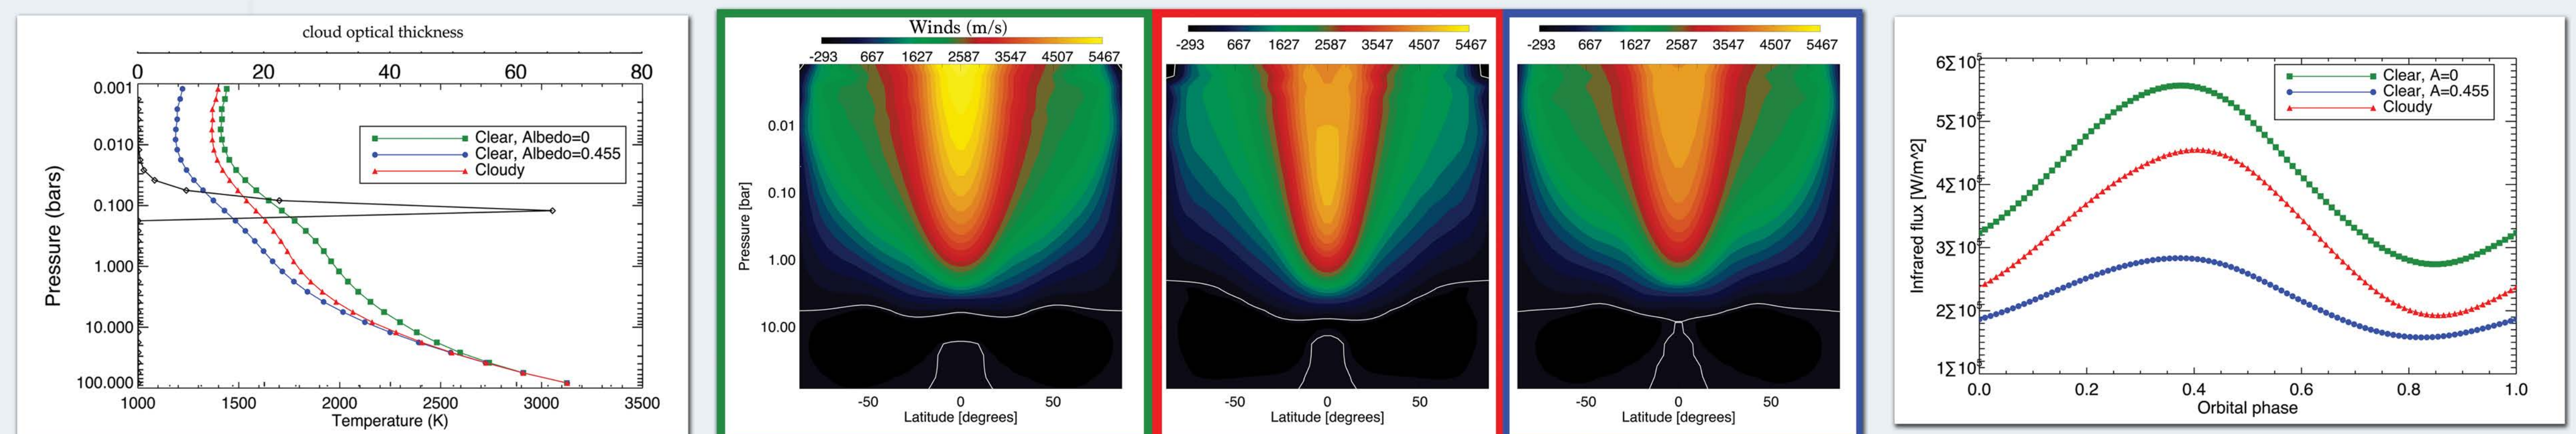 cloud optical thickness
0 20 40 60 80
0.001
0.010
0.100
1.000
10.000
100.000
Pressure (bars)
Clear, Albedo=0
Clear, Albedo=0.455
Cloudy
1000 1500 2000 2500 3000 3500
Temperature (K)
Winds (m/s)
-293 667 1627 2587 3547 4507 5467
0.01
0.10
1.00
10.00
Pressure [bar]
-50 0 50
Latitude [degrees]
-293 667 1627 2587 3547 4507 5467
-50 0 50
Latitude [degrees]
-293 667 1627 2587 3547 4507 5467
-50 0 50
Latitude [degrees]
6Σ10⁵
5Σ10⁵
4Σ10⁵
3Σ10⁵
2Σ10⁵
1Σ10⁵
Infrared flux [W/m^2]
Clear, A=0
Clear, A=0.455
Cloudy
0.0 0.2 0.4 0.6 0.8 1.0
Orbital phase